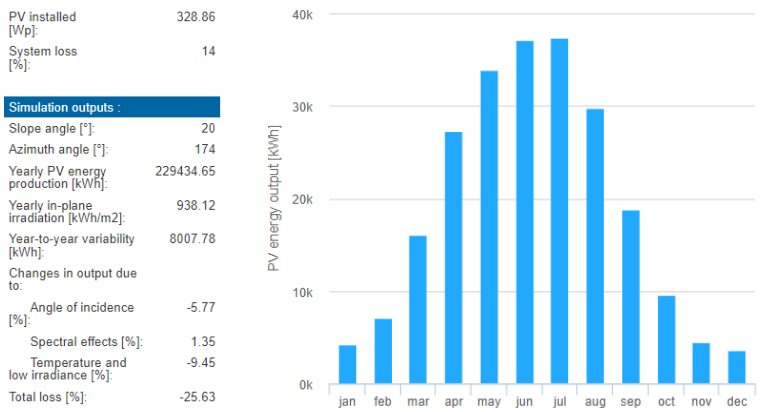 PV installed 328.86
[Wp]:
System loss 14
[%]:
Simulation outputs :
Slope angle [°]: 20
Azimuth angle [°]: 174
Yearly PV energy 229434.65
production [kWh]:
Yearly in-plane 938.12
irradiation [kWh/m2]:
Year-to-year variability 8007.78
[kWh]:
Changes in output due
to:
Angle of incidence -5.77
[%]:
Spectral effects [%]: 1.35
Temperature and -9.45
low irradiance [%]:
Total loss [%]: -25.63
PV energy output [kWh]
40k
30k
20k
10k
0k
jan feb mar apr may jun jul aug sep oct nov dec